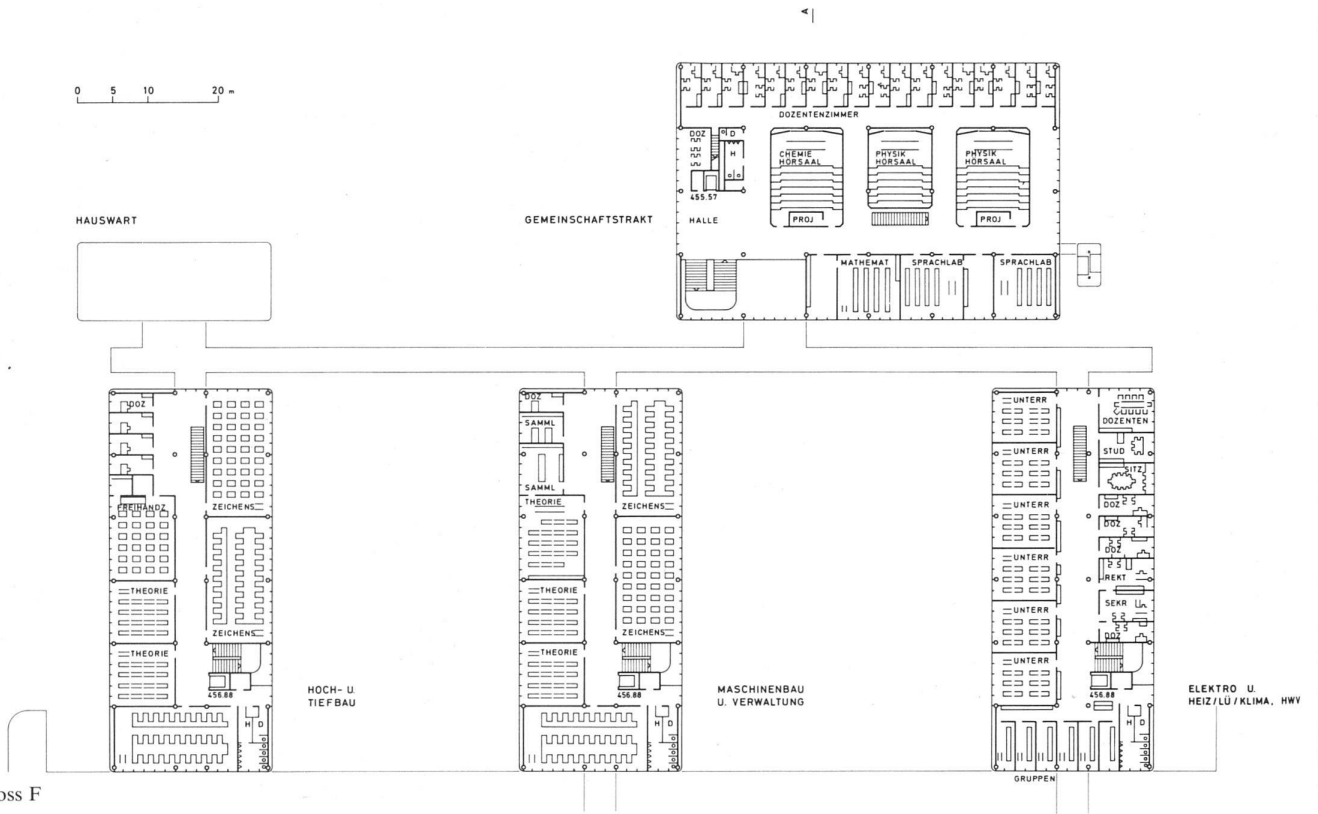 A
0 5 10 20 m
DOZENTENZIMMER
DOZ
D
H
CHEMIE
HÖRSAAL
PHYSIK
HÖRSAAL
PHYSIK
HÖRSAAL
455.57
HAUSWART
GEMEINSCHAFTSTRAKT
HALLE
PROJ
PROJ
MATHEMAT
SPRACHLAB
SPRACHLAB
DOZ
FREIHANDZ
THEORIE
THEORIE
ZEICHENS
ZEICHENS
456.88
H D
HOCH- U.
TIEFBAU
DOZ
SAMML
SAMML
THEORIE
THEORIE
THEORIE
ZEICHENS
ZEICHENS
456.88
H D
MASCHINENBAU
U. VERWALTUNG
UNTERR
UNTERR
UNTERR
UNTERR
UNTERR
UNTERR
DOZENTEN
STUD
SITZ
DOZ
DOZ
DOZ
REKT
SEKR
DOZ
456.88
H D
GRUPPEN
ELEKTRO U.
HEIZ/LÜ/KLIMA, HWV
oss F